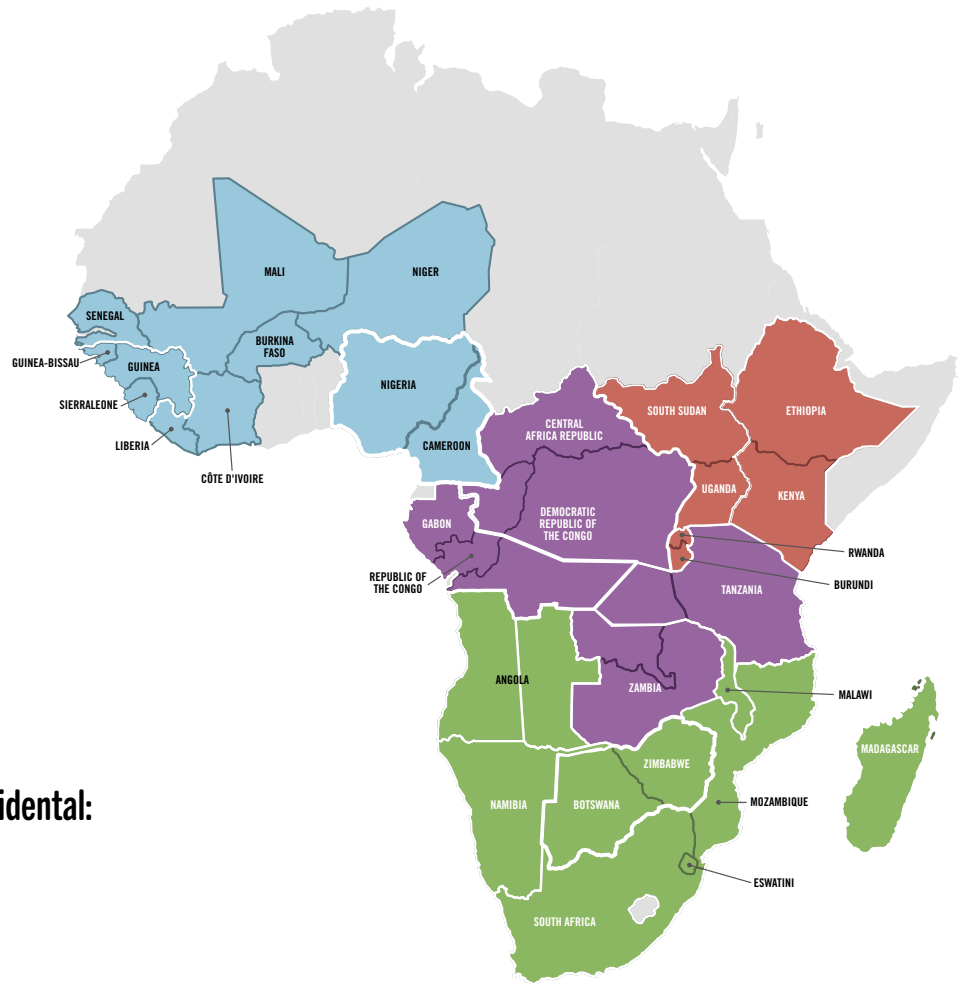 MALI
NIGER
SENEGAL
BURKINA
FASO
GUINEA-BISSAU
GUINEA
NIGERIA
SIERRALEONE
LIBERIA
CAMEROON
CÔTE D'IVOIRE
SOUTH SUDAN
ETHIOPIA
CENTRAL
AFRICA REPUBLIC
UGANDA
KENYA
GABON
DEMOCRATIC
REPUBLIC OF
THE CONGO
RWANDA
REPUBLIC OF
THE CONGO
BURUNDI
TANZANIA
ANGOLA
ZAMBIA
MALAWI
MADAGASCAR
ZIMBABWE
idental:
NAMIBIA
BOTSWANA
MOZAMBIQUE
ESWATINI
SOUTH AFRICA